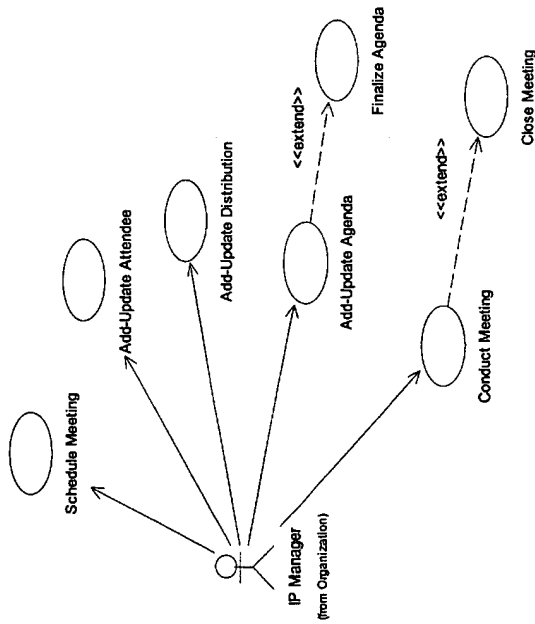 Schedule Meeting
Add-Update Attendee
Add-Update Distribution
Add-Update Agenda
<<extend>>
Finalize Agenda
Conduct Meeting
<<extend>>
Close Meeting
IP Manager
(from Organization)